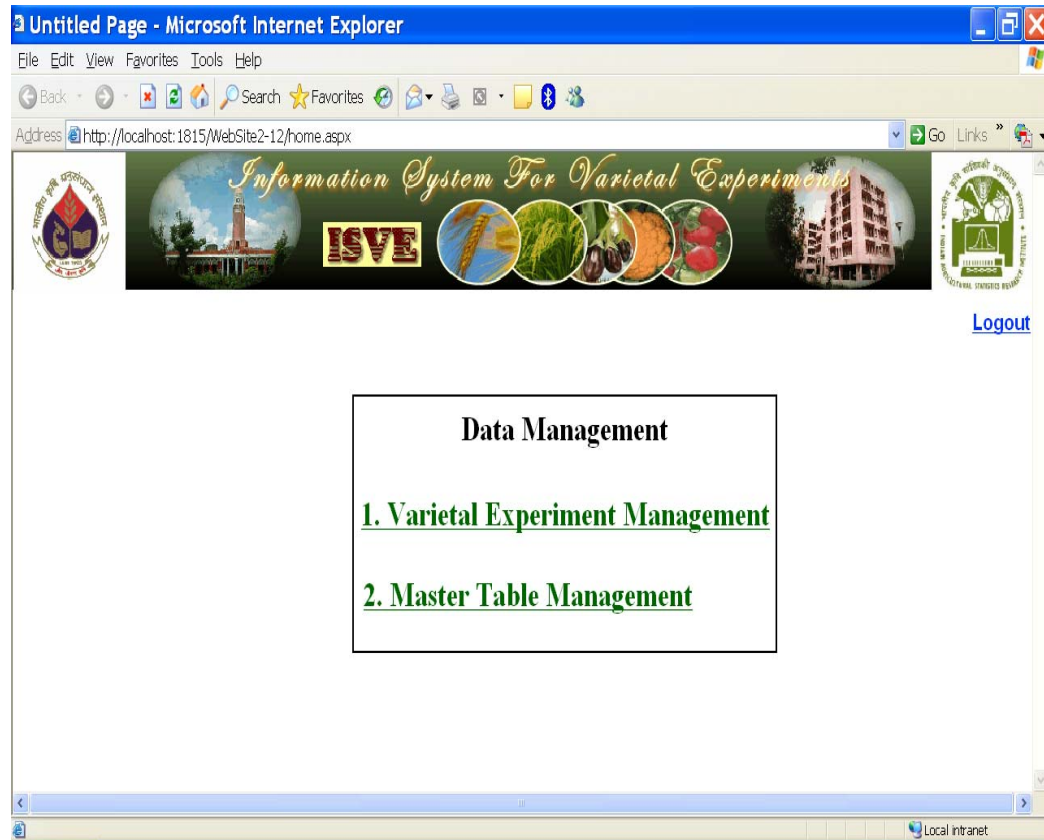 Untitled Page - Microsoft Internet Explorer
File Edit View Favorites Tools Help
Back Search Favorites
Address http://localhost:1815/WebSite2-12/home.aspx Go Links »
Information System For Varietal Experiments
ISVE
Logout
Data Management
1. Varietal Experiment Management
2. Master Table Management
Local intranet